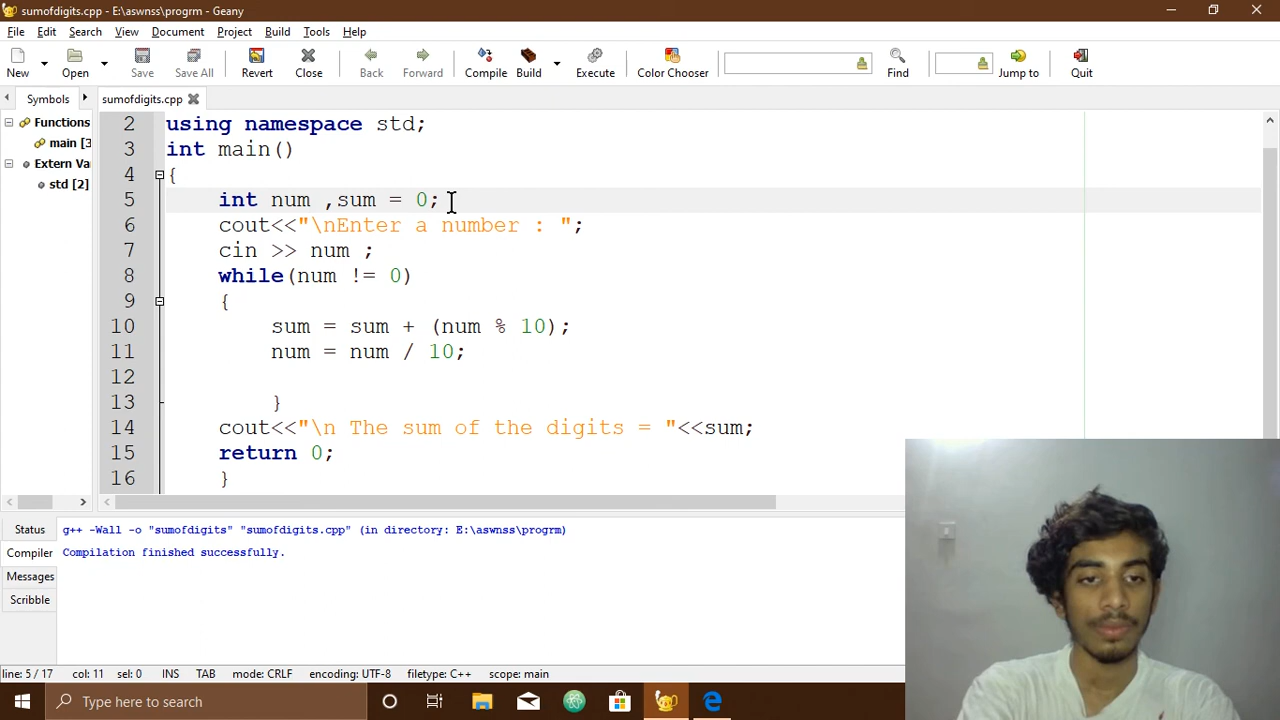 sumofdigits.cpp - E:\aswnss\progrm - Geany
File Edit Search View Document Project Build Tools Help
New Open Save Save All Revert Close Back Forward Compile Build Execute Color Chooser Find Jump to Quit
Symbols sumofdigits.cpp
Functions
main [3
Extern Va
std [2]
2 using namespace std;
3 int main()
4 {
5 int num ,sum = 0;
6 cout<<"\nEnter a number : ";
7 cin >> num ;
8 while(num != 0)
9 {
10 sum = sum + (num % 10);
11 num = num / 10;
12
13 }
14 cout<<"\n The sum of the digits = "<<sum;
15 return 0;
16 }
Status
Compiler
Messages
Scribble
g++ -Wall -o "sumofdigits" "sumofdigits.cpp" (in directory: E:\aswnss\progrm)
Compilation finished successfully.
line: 5 / 17 col: 11 sel: 0 INS TAB mode: CRLF encoding: UTF-8 filetype: C++ scope: main
Type here to search